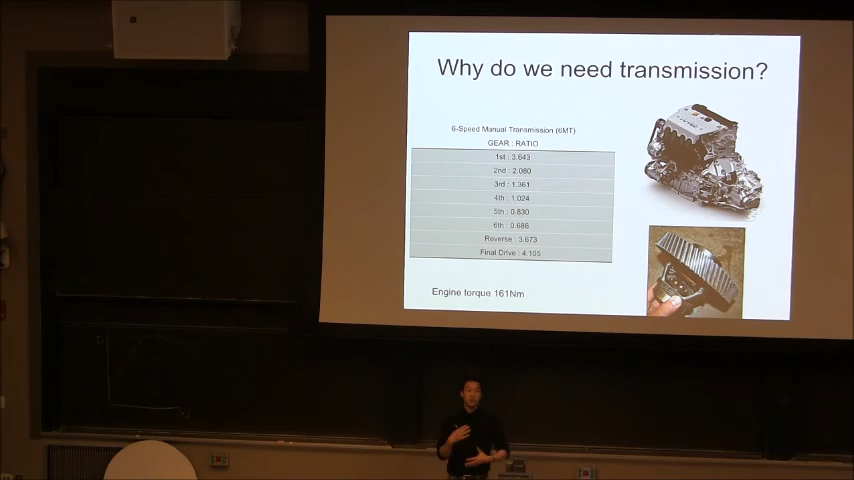 Why do we need transmission?
6-Speed Manual Transmission (6MT)
GEAR : RATIO
1st : 3.643
2nd : 2.080
3rd : 1.361
4th : 1.024
5th : 0.830
6th : 0.686
Reverse : 3.673
Final Drive : 4.105
Engine torque 161Nm